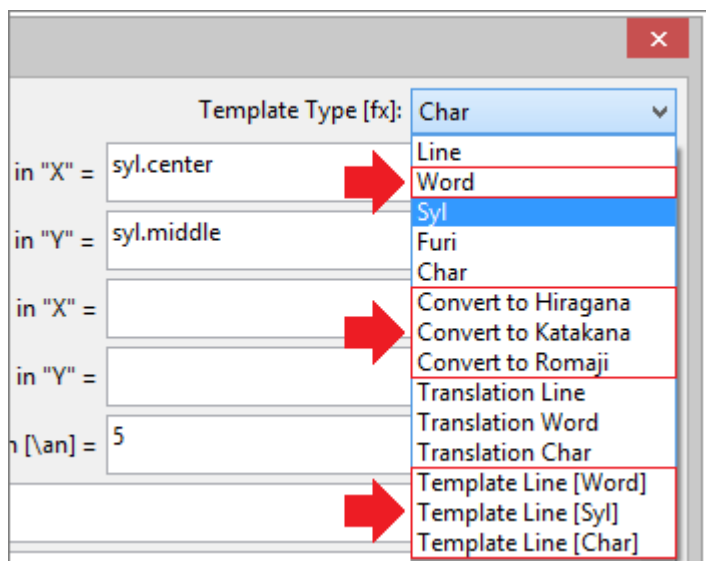 Template Type [fx]: Char
Line
in "X" = syl.center
Word
Syl
in "Y" = syl.middle
Furi
Char
in "X" =
Convert to Hiragana
Convert to Katakana
Convert to Romaji
in "Y" =
Translation Line
Translation Word
Translation Char
[\an] = 5
Template Line [Word]
Template Line [Syl]
Template Line [Char]